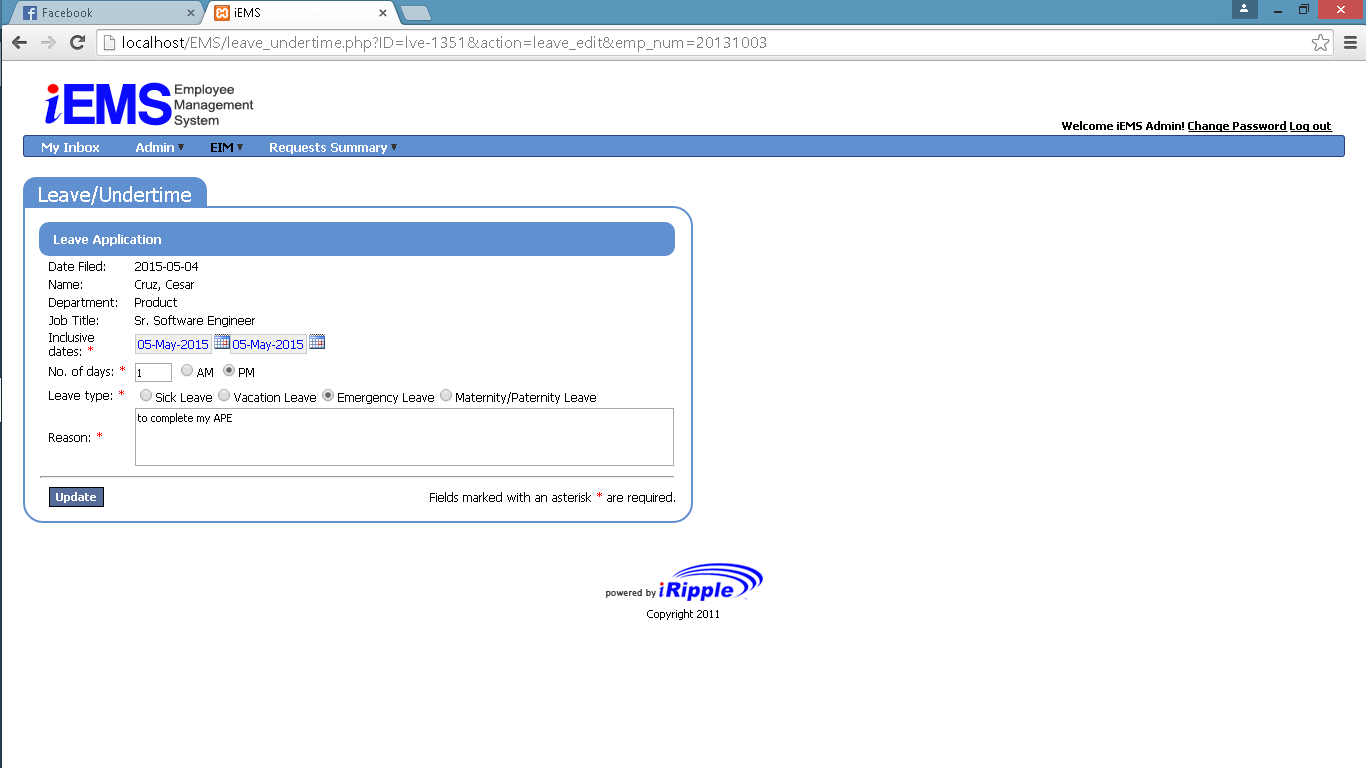 Facebook
iEMS
localhost/EMS/leave_undertime.php?ID=lve-1351&action=leave_edit&emp_num=20131003
iEMS Employee
Management
System
Welcome iEMS Admin! Change Password Log out
My Inbox Admin EIM Requests Summary
Leave/Undertime
Leave Application
Date Filed: 2015-05-04
Name: Cruz, Cesar
Department: Product
Job Title: Sr. Software Engineer
Inclusive
dates: * 05-May-2015 05-May-2015
No. of days: * 1 AM PM
Leave type: * Sick Leave Vacation Leave Emergency Leave Maternity/Paternity Leave
to complete my APE
Reason: *
Update Fields marked with an asterisk * are required.
powered by iRipple
Copyright 2011